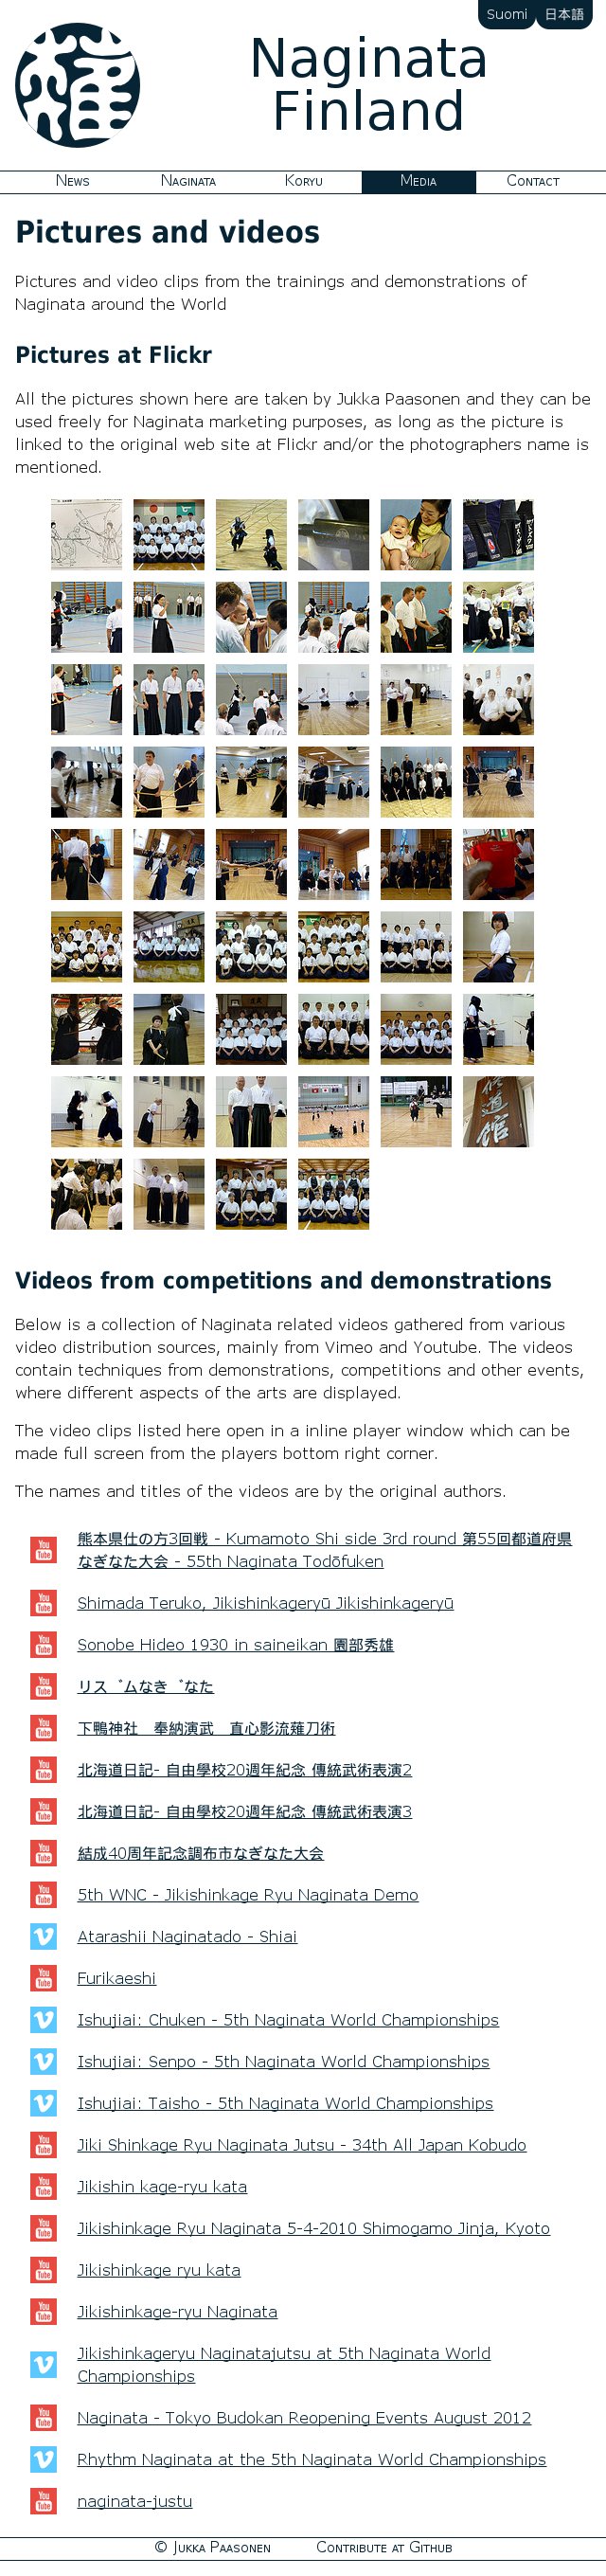 Suomi
日本語
Naginata
Finland
News
Naginata
Koryu
Media
Contact
Pictures and videos
Pictures and video clips from the trainings and demonstrations of
Naginata around the World
Pictures at Flickr
All the pictures shown here are taken by Jukka Paasonen and they can be
used freely for Naginata marketing purposes, as long as the picture is
linked to the original web site at Flickr and/or the photographers name is
mentioned.
Videos from competitions and demonstrations
Below is a collection of Naginata related videos gathered from various
video distribution sources, mainly from Vimeo and Youtube. The videos
contain techniques from demonstrations, competitions and other events,
where different aspects of the arts are displayed.
The video clips listed here open in a inline player window which can be
made full screen from the players bottom right corner.
The names and titles of the videos are by the original authors.
熊本県仕の方3回戦 - Kumamoto Shi side 3rd round 第55回都道府県
なぎなた大会 - 55th Naginata Todōfuken
Shimada Teruko, Jikishinkageryū Jikishinkageryū
Sonobe Hideo 1930 in saineikan 園部秀雄
リス゛ムなき゛なた
下鴨神社　奉納演武　直心影流薙刀術
北海道日記- 自由學校20週年紀念 傳統武術表演2
北海道日記- 自由學校20週年紀念 傳統武術表演3
結成40周年記念調布市なぎなた大会
5th WNC - Jikishinkage Ryu Naginata Demo
Atarashii Naginatado - Shiai
Furikaeshi
Ishujiai: Chuken - 5th Naginata World Championships
Ishujiai: Senpo - 5th Naginata World Championships
Ishujiai: Taisho - 5th Naginata World Championships
Jiki Shinkage Ryu Naginata Jutsu - 34th All Japan Kobudo
Jikishin kage-ryu kata
Jikishinkage Ryu Naginata 5-4-2010 Shimogamo Jinja, Kyoto
Jikishinkage ryu kata
Jikishinkage-ryu Naginata
Jikishinkageryu Naginatajutsu at 5th Naginata World
Championships
Naginata - Tokyo Budokan Reopening Events August 2012
Rhythm Naginata at the 5th Naginata World Championships
naginata-justu
© Jukka Paasonen
Contribute at Github